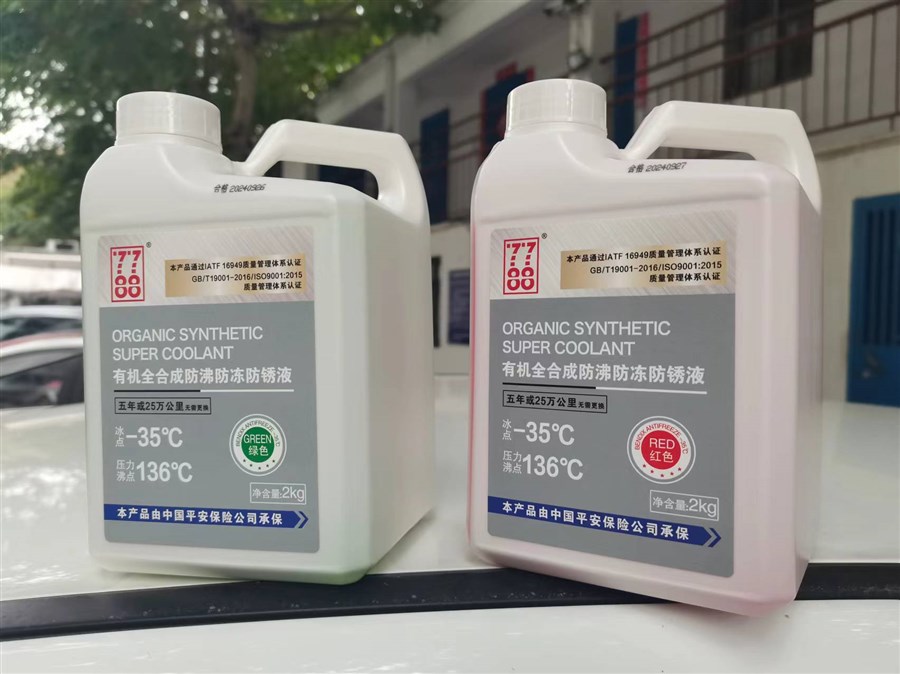 合格 20240926
77
88
®
本产品通过IATF 16949质量管理体系认证
GB/T19001-2016/ISO9001:2015
质量管理体系认证
ORGANIC SYNTHETIC
SUPER COOLANT
有机全合成防沸防冻防锈液
五年或25万公里无需更换
冰点 -35℃
压力沸点 136℃
BENDI ANTIFREEZE-35℃
GREEN
绿色
净含量:2kg
本产品由中国平安保险公司承保
合格 20240927
77
88
®
本产品通过IATF 16949质量管理体系认证
GB/T19001-2016/ISO9001:2015
质量管理体系认证
ORGANIC SYNTHETIC
SUPER COOLANT
有机全合成防沸防冻防锈液
五年或25万公里无需更换
冰点 -35℃
压力沸点 136℃
BENDI ANTIFREEZE-35℃
RED
红色
净含量:2kg
本产品由中国平安保险公司承保